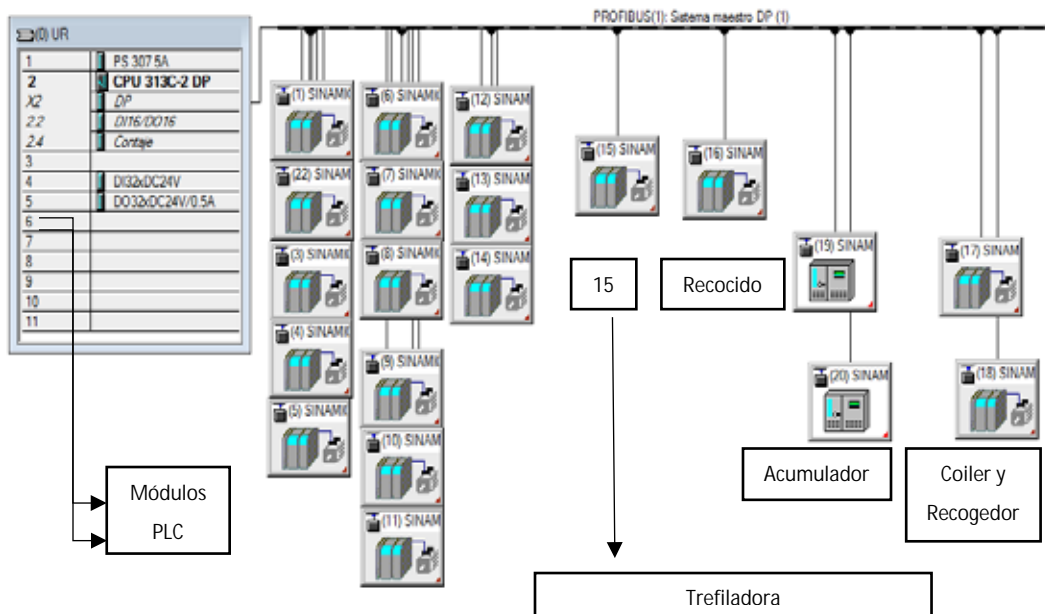 PROFIBUS(1): Sistema maestro DP (1)
(0) UR
1 PS 307 5A
2 CPU 313C-2 DP
X2 DP
2.2 DI16/DO16
2.4 Contaje
3
4 DI32xDC24V
5 DO32xDC24V/0.5A
6
7
8
9
10
11
(1) SINAMI
(6) SINAMI
(12) SINAM
(22) SINAM
(7) SINAMI
(13) SINAM
(3) SINAMI
(8) SINAMI
(14) SINAM
(4) SINAMI
(9) SINAMI
(5) SINAMI
(10) SINAM
(11) SINAM
(15) SINAM
(16) SINAM
(19) SINAM
(17) SINAM
(20) SINAM
(18) SINAM
15
Recocido
Acumulador
Coiler y
Recogedor
Módulos
PLC
Trefiladora